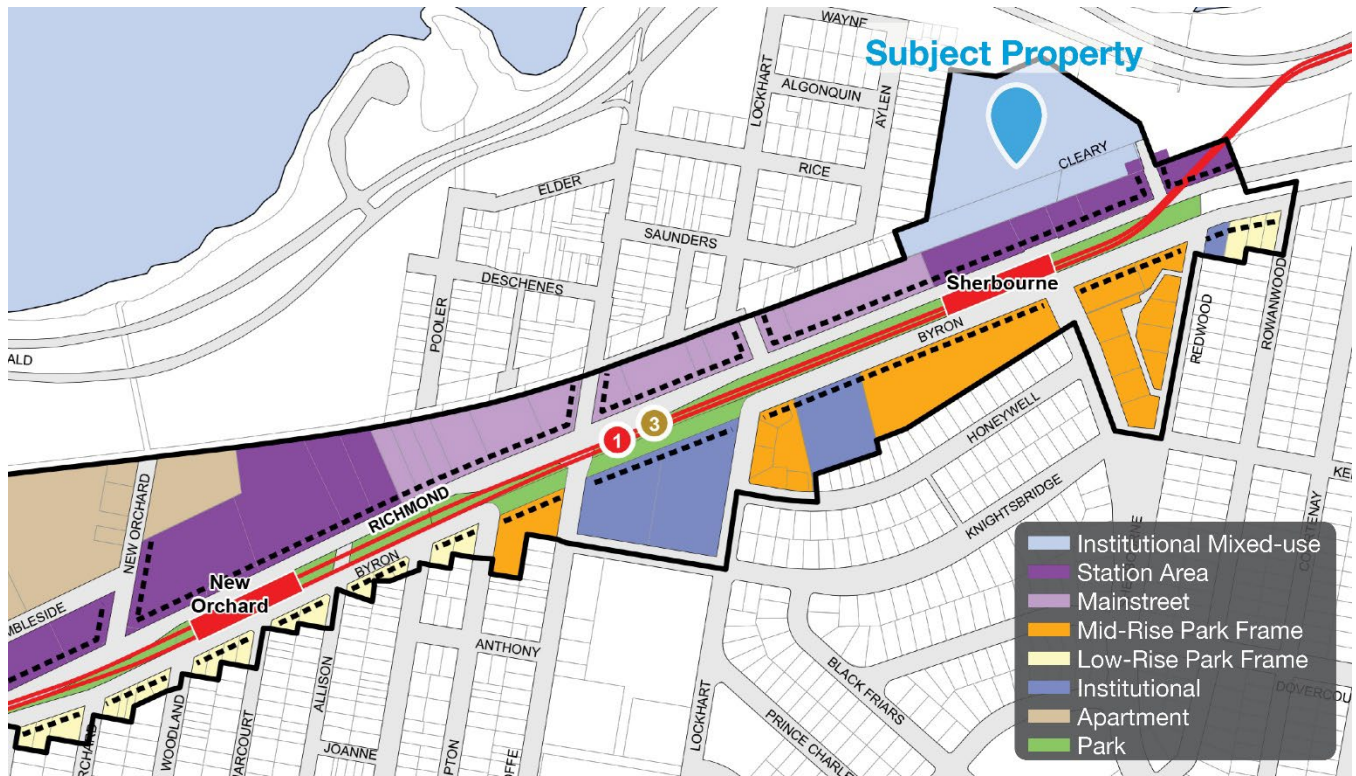 WAYNE
Subject Property
LOCKHART
ALGONQUIN
AYLEN
CLEARY
RICE
ELDER
SAUNDERS
POOLER
DESCHENES
Sherbourne
BYRON
REDWOOD
ROWANWOOD
ALD
HONEYWELL
1
3
KNIGHTSBRIDGE
NEW ORCHARD
RICHMOND
BYRON
New
Orchard
MBLESIDE
ANTHONY
ALLISON
WOODLAND
ARCOURT
JOANNE
LOCKHART
BLACK FRIARS
PRINCE CHARLE
Institutional Mixed-use
Station Area
Mainstreet
Mid-Rise Park Frame
Low-Rise Park Frame
Institutional
Apartment
Park